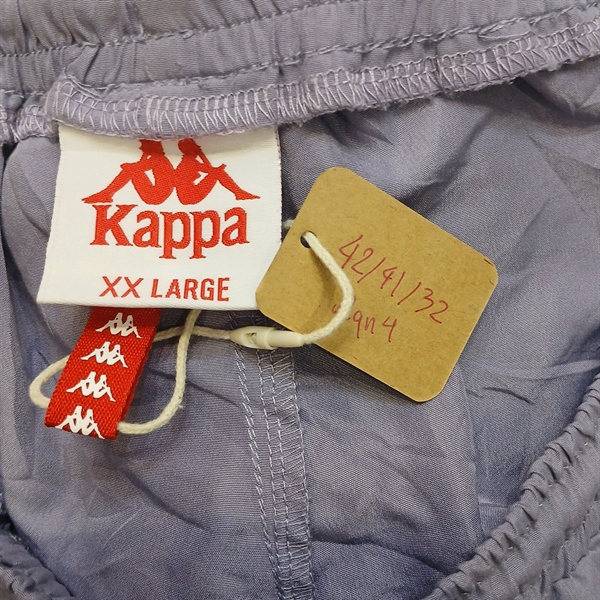 Kappa
XX LARGE
42/41/32